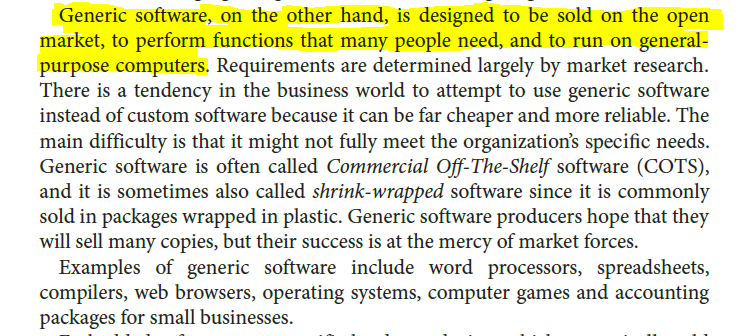 Generic software, on the other hand, is designed to be sold on the open
market, to perform functions that many people need, and to run on general-
purpose computers. Requirements are determined largely by market research.
There is a tendency in the business world to attempt to use generic software
instead of custom software because it can be far cheaper and more reliable. The
main difficulty is that it might not fully meet the organization's specific needs.
Generic software is often called Commercial Off-The-Shelf software (COTS),
and it is sometimes also called shrink-wrapped software since it is commonly
sold in packages wrapped in plastic. Generic software producers hope that they
will sell many copies, but their success is at the mercy of market forces.
Examples of generic software include word processors, spreadsheets,
compilers, web browsers, operating systems, computer games and accounting
packages for small businesses.